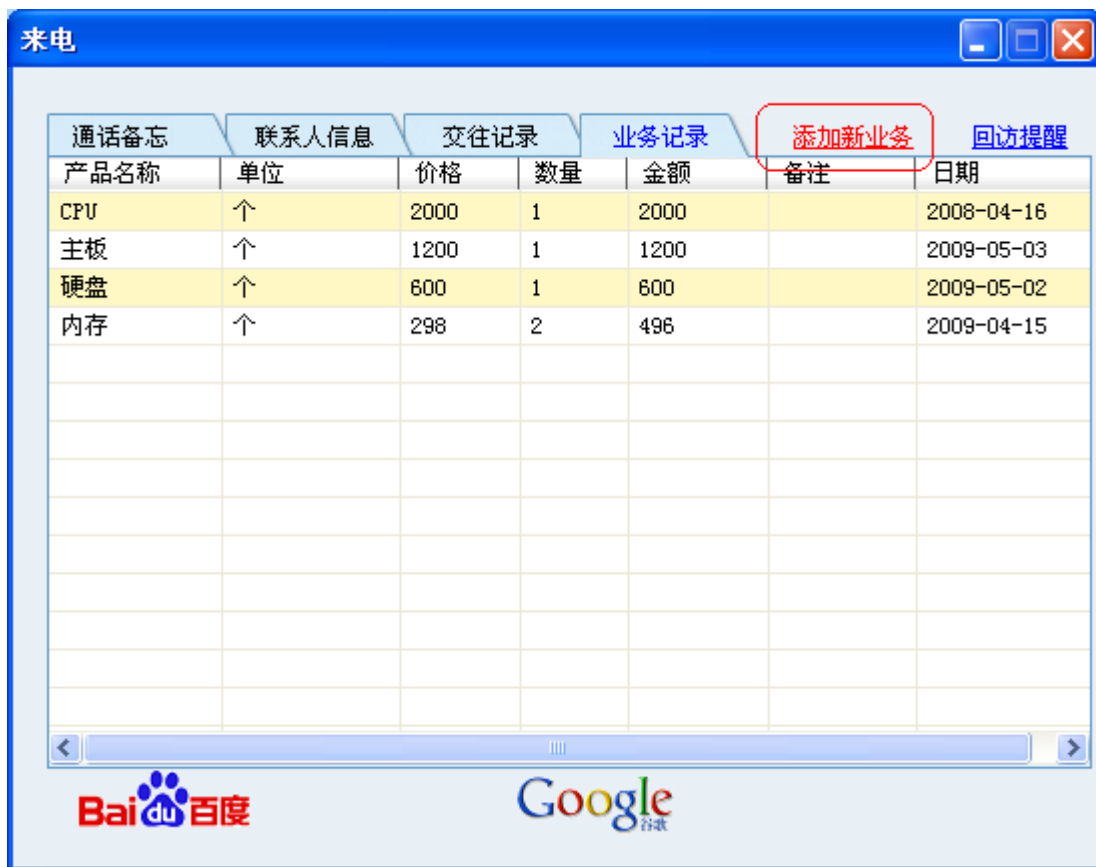 来电
通话备忘 联系人信息 交往记录 业务记录 添加新业务 回访提醒
产品名称 单位 价格 数量 金额 备注 日期
CPU 个 2000 1 2000 2008-04-16
主板 个 1200 1 1200 2009-05-03
硬盘 个 600 1 600 2009-05-02
内存 个 298 2 496 2009-04-15
Bai du 百度 Google
谷歌